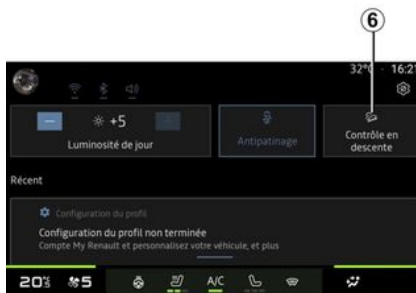 6
32°C 16:21
+5
Luminosité de jour
Antipatinage
Contrôle en
descente
Récent
Configuration du profil
Configuration du profil non terminée
Compte My Renault et personnalisez votre véhicule, et plus
20 5 A/C